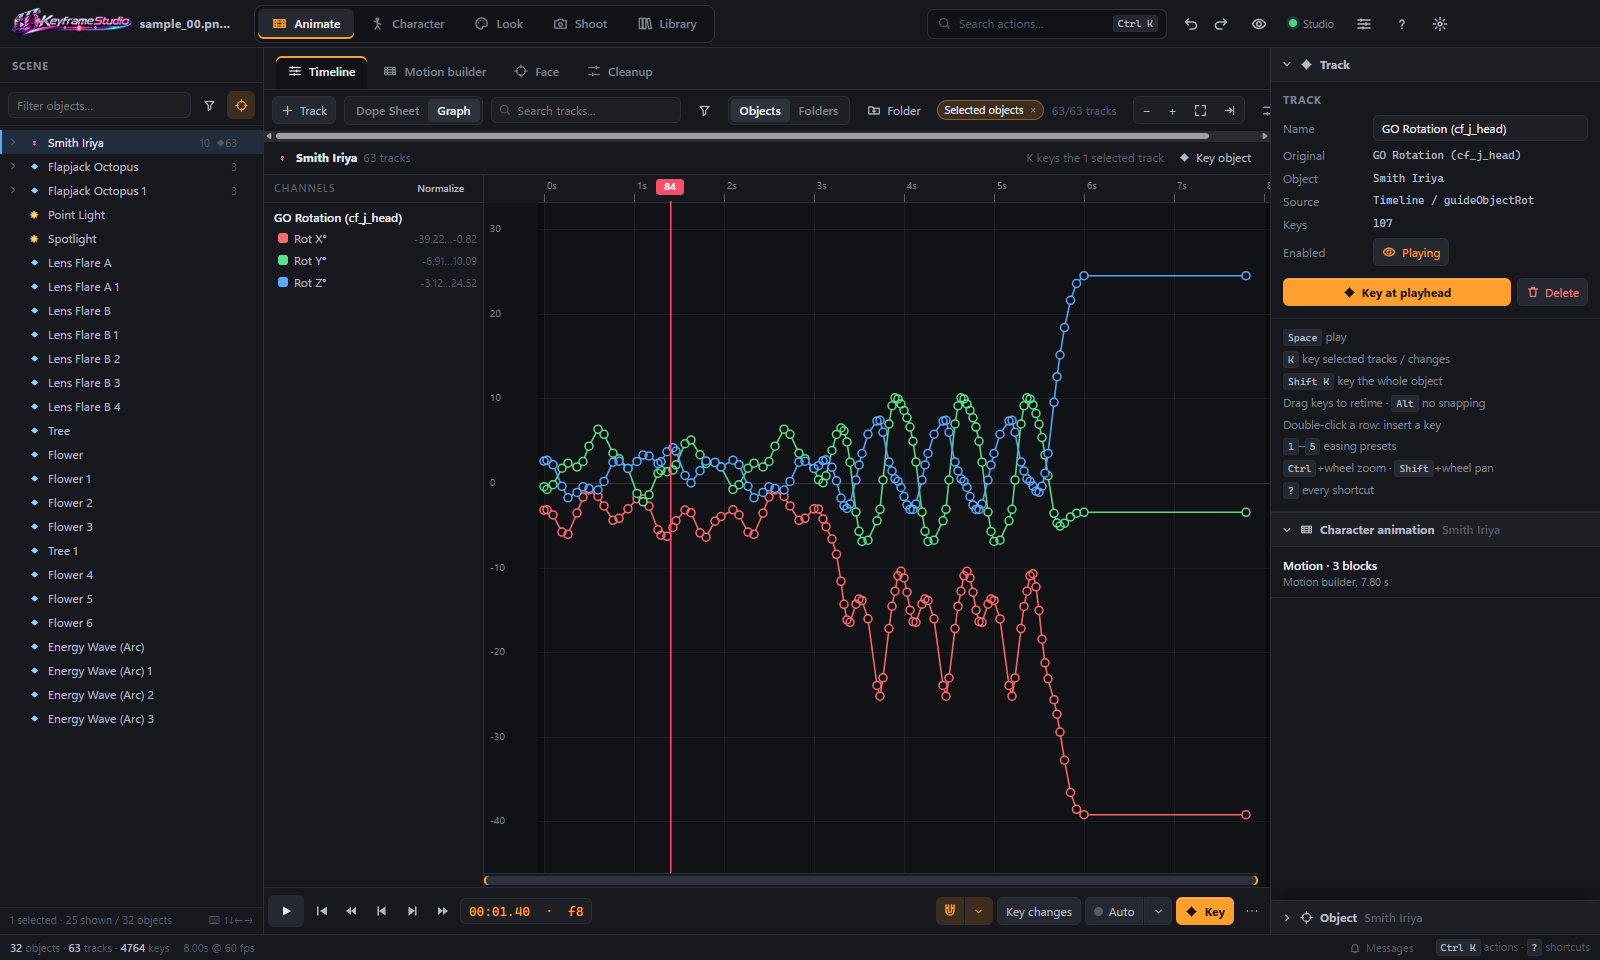 KeyframeStudio
sample_00.pn...
Animate
Character
Look
Shoot
Library
Search actions...
Ctrl K
Studio
?
SCENE
Filter objects...
Smith Iriya 10 63
Flapjack Octopus 3
Flapjack Octopus 1 3
Point Light
Spotlight
Lens Flare A
Lens Flare A 1
Lens Flare B
Lens Flare B 1
Lens Flare B 2
Lens Flare B 3
Lens Flare B 4
Tree
Flower
Flower 1
Flower 2
Flower 3
Tree 1
Flower 4
Flower 5
Flower 6
Energy Wave (Arc)
Energy Wave (Arc) 1
Energy Wave (Arc) 2
Energy Wave (Arc) 3
1 selected · 25 shown / 32 objects
↑↓←→
Timeline
Motion builder
Face
Cleanup
+ Track
Dope Sheet
Graph
Search tracks...
Objects
Folders
Folder
Selected objects ×
63/63 tracks
− +
Smith Iriya 63 tracks
K keys the 1 selected track
Key object
CHANNELS
Normalize
0s 1s 84 2s 3s 4s 5s 6s 7s 8
GO Rotation (cf_j_head)
Rot X° -39.22...-0.82
Rot Y° -6.91...10.09
Rot Z° -3.12...24.52
30
20
10
0
-10
-20
-30
-40
00:01.40 · f8
Key changes
Auto
Key
...
Track
TRACK
Name GO Rotation (cf_j_head)
Original GO Rotation (cf_j_head)
Object Smith Iriya
Source Timeline / guideObjectRot
Keys 107
Enabled Playing
Key at playhead
Delete
Space play
K key selected tracks / changes
Shift K key the whole object
Drag keys to retime · Alt no snapping
Double-click a row: insert a key
1 – 5 easing presets
Ctrl +wheel zoom · Shift +wheel pan
? every shortcut
Character animation Smith Iriya
Motion · 3 blocks
Motion builder, 7.80 s
Object Smith Iriya
32 objects · 63 tracks · 4764 keys 8.00s @ 60 fps
Messages
Ctrl K actions · ? shortcuts